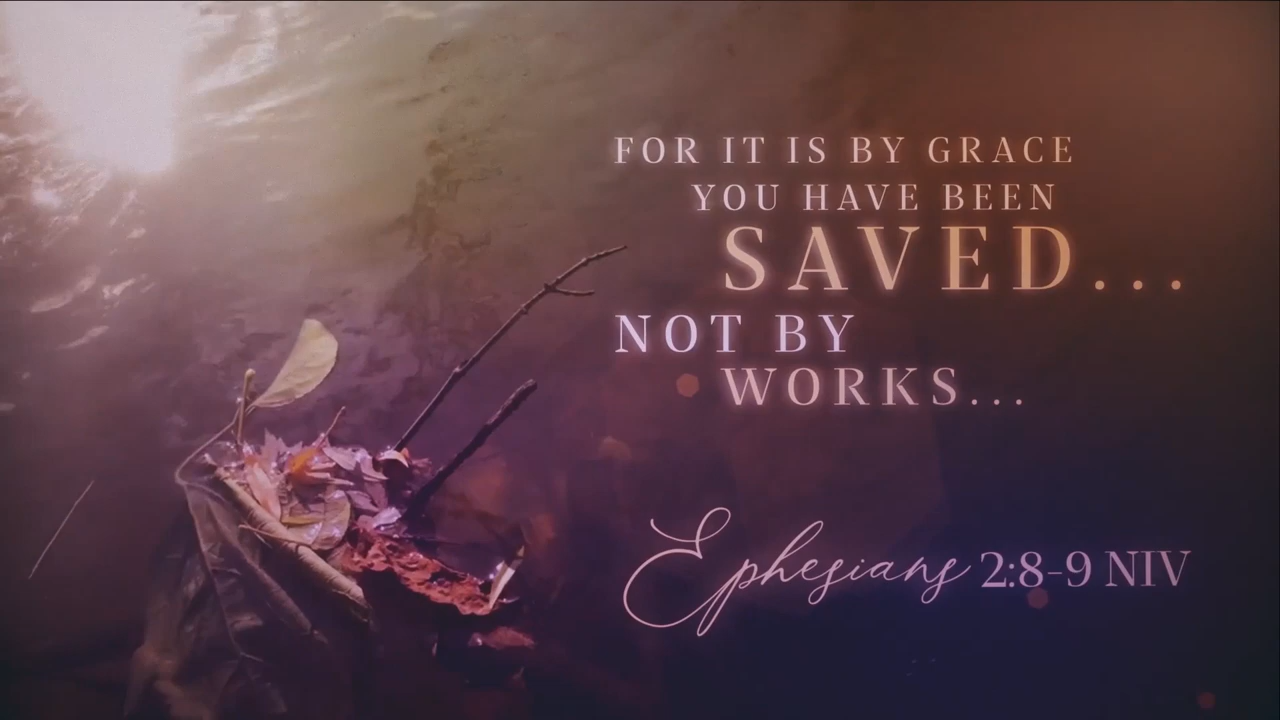 FOR IT IS BY GRACE
YOU HAVE BEEN
SAVED...
NOT BY
WORKS...
Ephesians 2:8-9 NIV